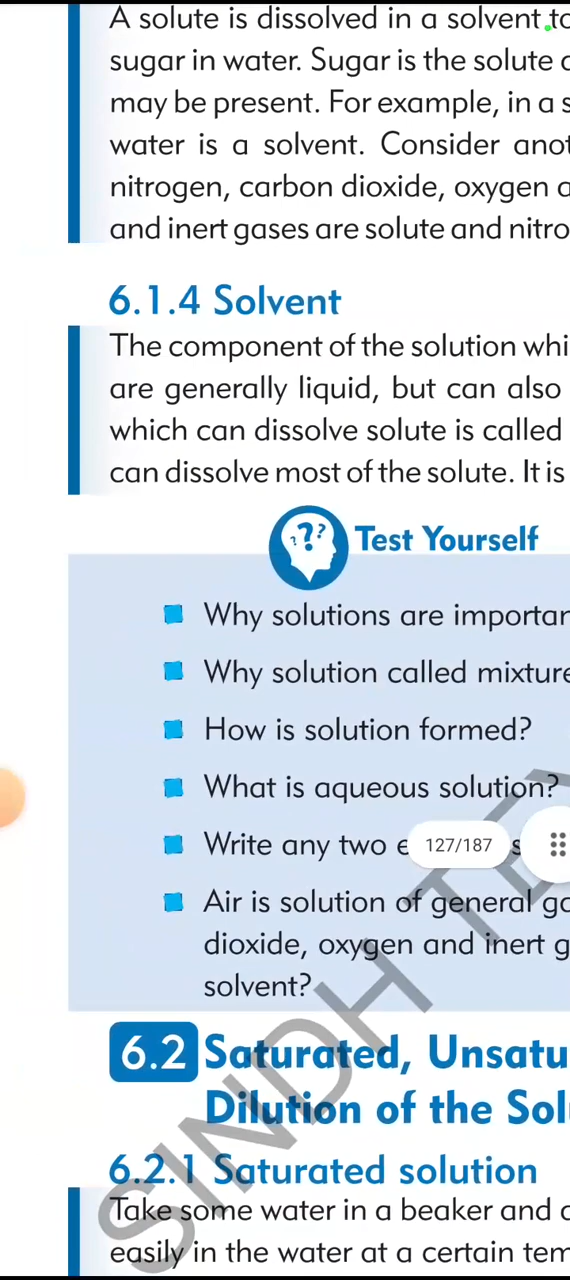 A solute is dissolved in a solvent to
sugar in water. Sugar is the solute
may be present. For example, in a s
water is a solvent. Consider anot
nitrogen, carbon dioxide, oxygen a
and inert gases are solute and nitro
6.1.4 Solvent
The component of the solution whi
are generally liquid, but can also
which can dissolve solute is called
can dissolve most of the solute. It is
??? Test Yourself
Why solutions are importan
Why solution called mixture
How is solution formed?
What is aqueous solution?
Write any two e
127/187
Air is solution of general ga
dioxide, oxygen and inert g
solvent?
6.2 Saturated, Unsatu
Dilution of the Sol
6.2.1 Saturated solution
Take some water in a beaker and
easily in the water at a certain tem
SINDH TEX